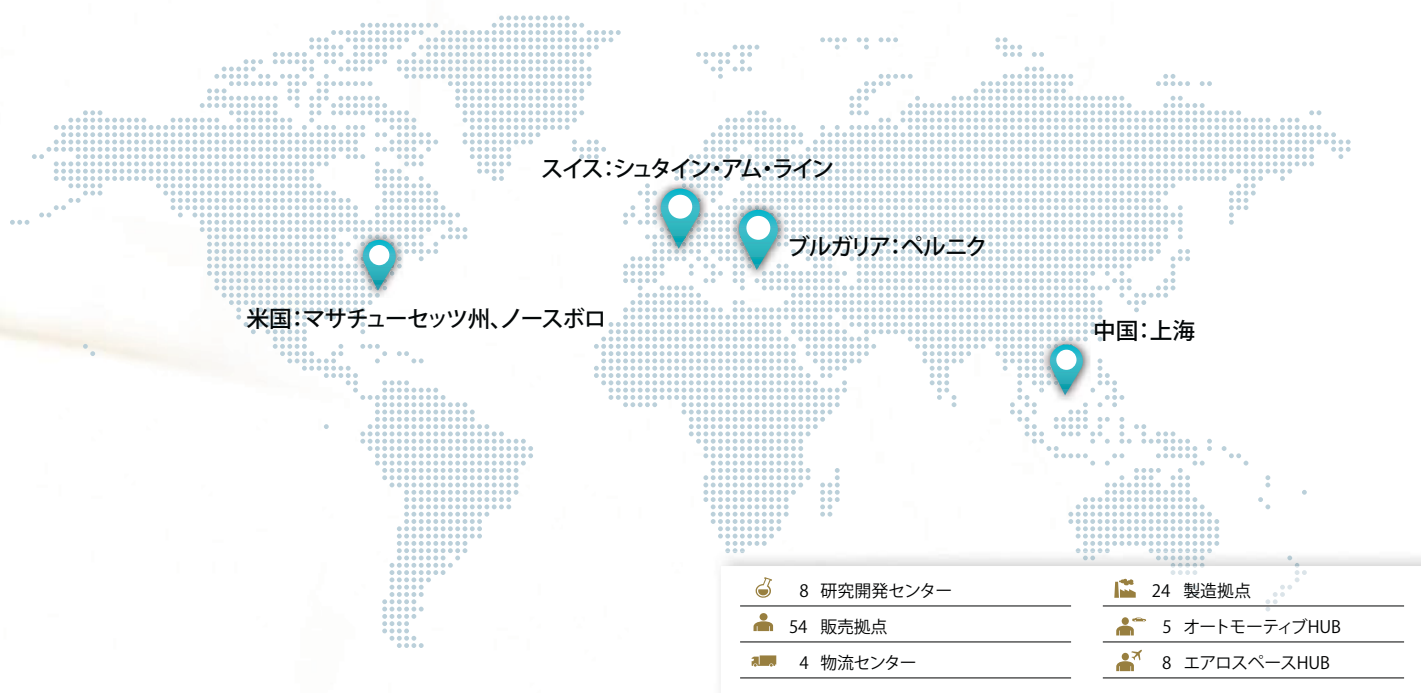 スイス：シュタイン・アム・ライン
ブルガリア：ペルニク
米国：マサチューセッツ州、ノースボロ
中国：上海
8 研究開発センター
54 販売拠点
4 物流センター
24 製造拠点
5 オートモーティブHUB
8 エアロスペースHUB